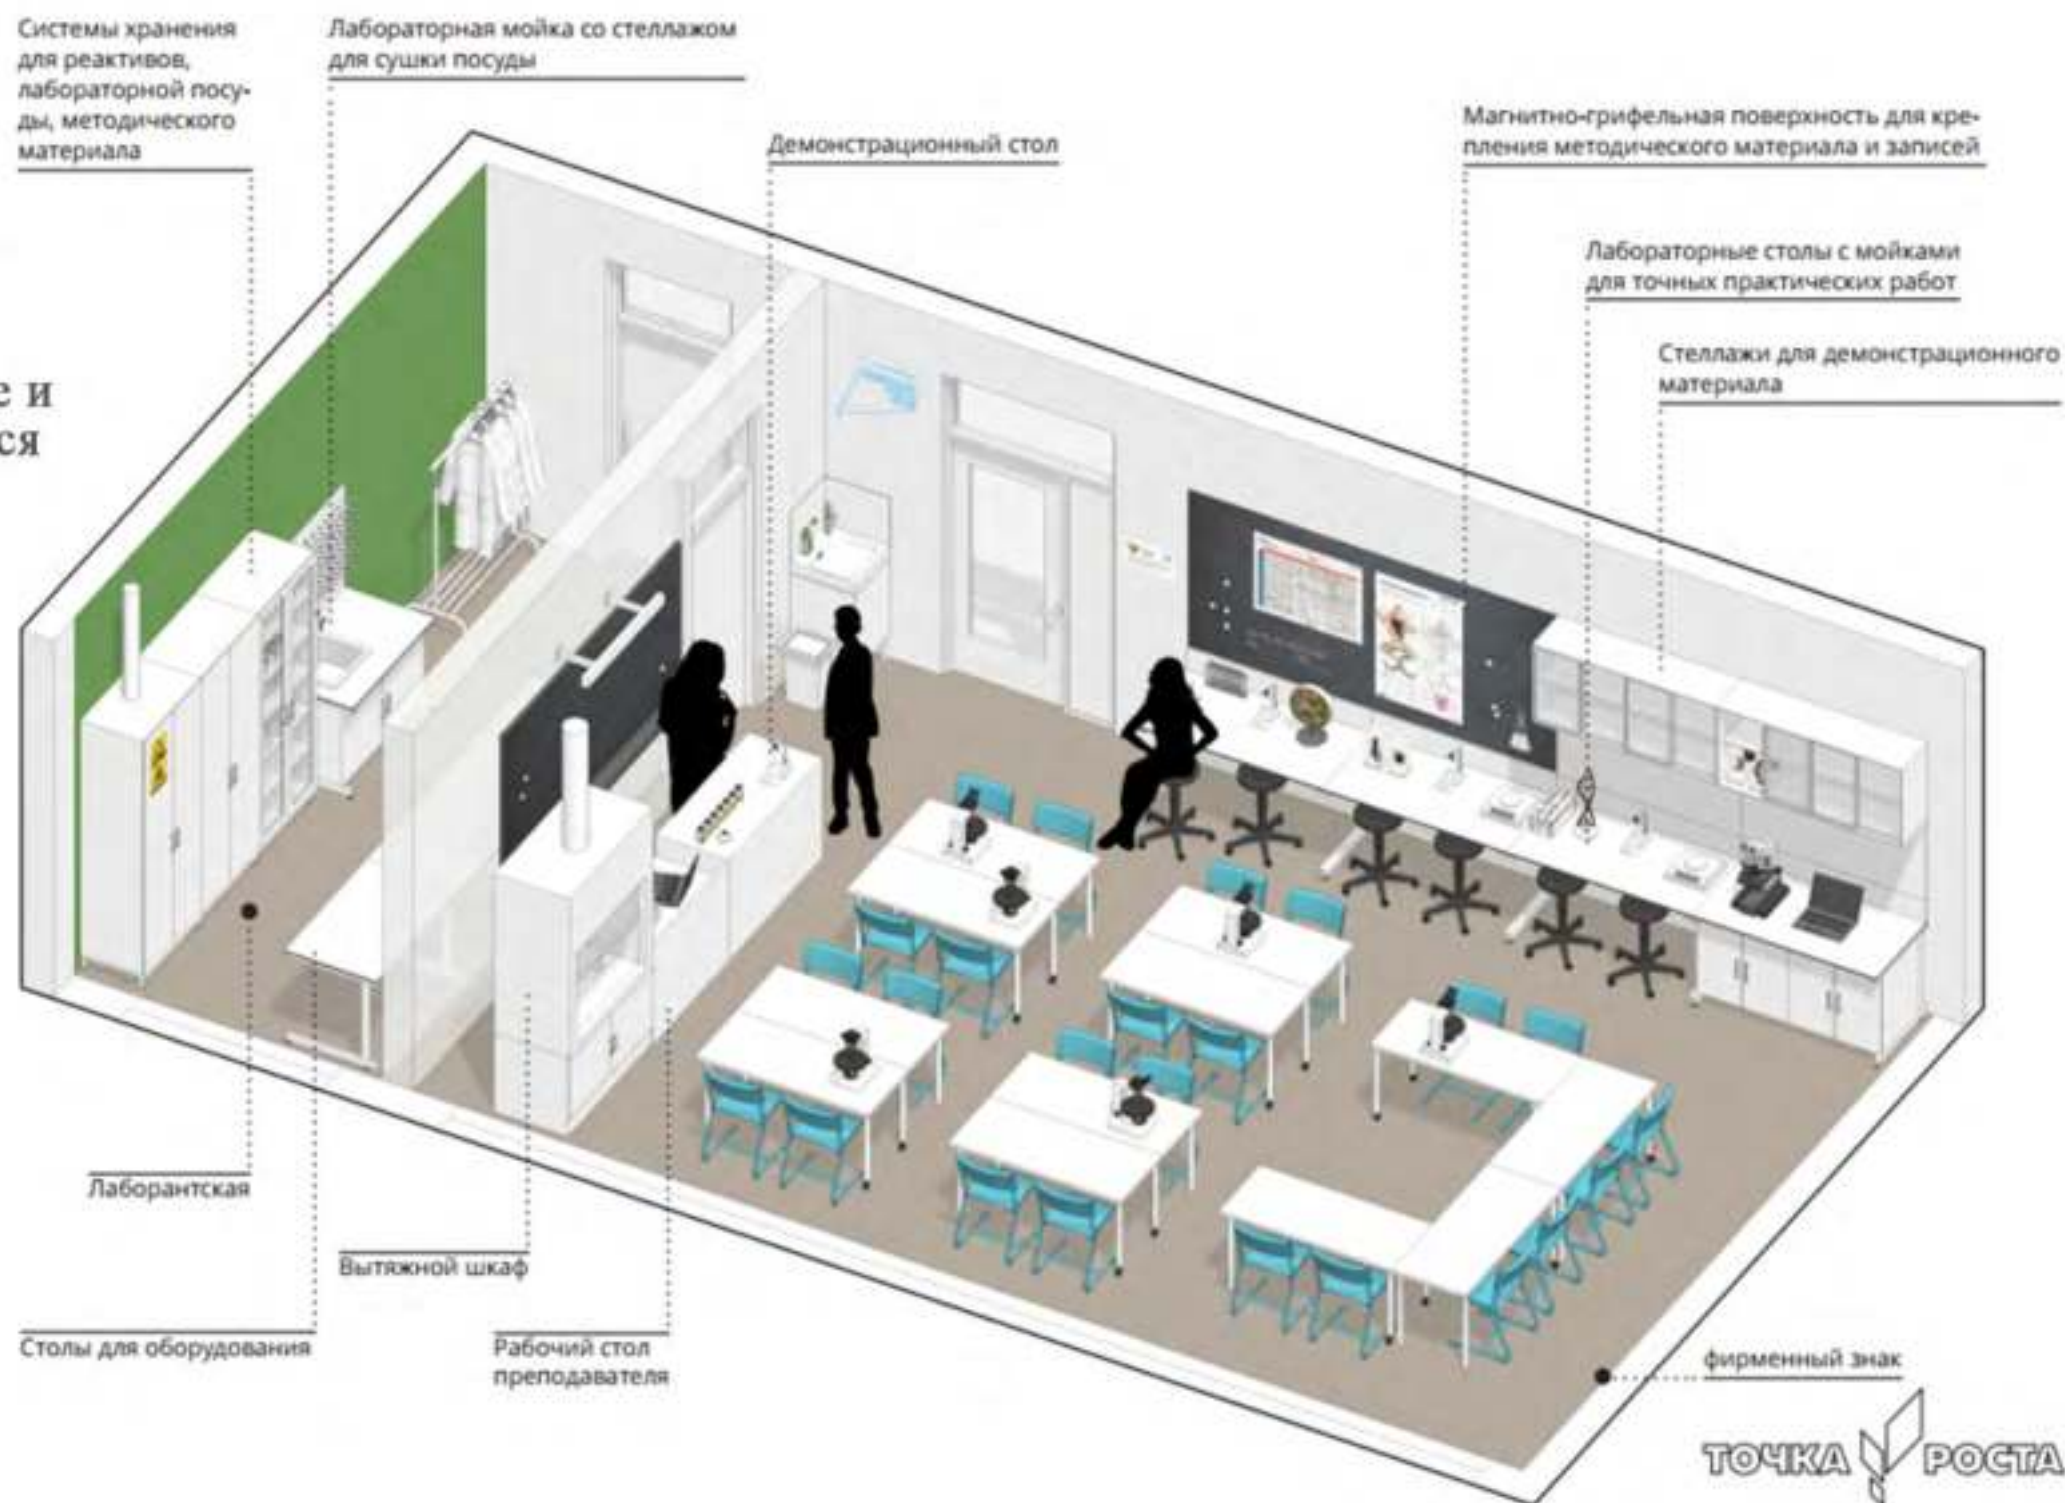 Системы хранения
для реактивов,
лабораторной посу-
ды, методического
материала
Лабораторная мойка со стеллажом
для сушки посуды
Демонстрационный стол
Магнитно-грифельная поверхность для кре-
пления методического материала и записей
Лабораторные столы с мойками
для точных практических работ
Стеллажи для демонстрационного
материала
е и
ся
Лаборантская
Вытяжной шкаф
Столы для оборудования
Рабочий стол
преподавателя
фирменный знак
ТОЧКА РОСТА